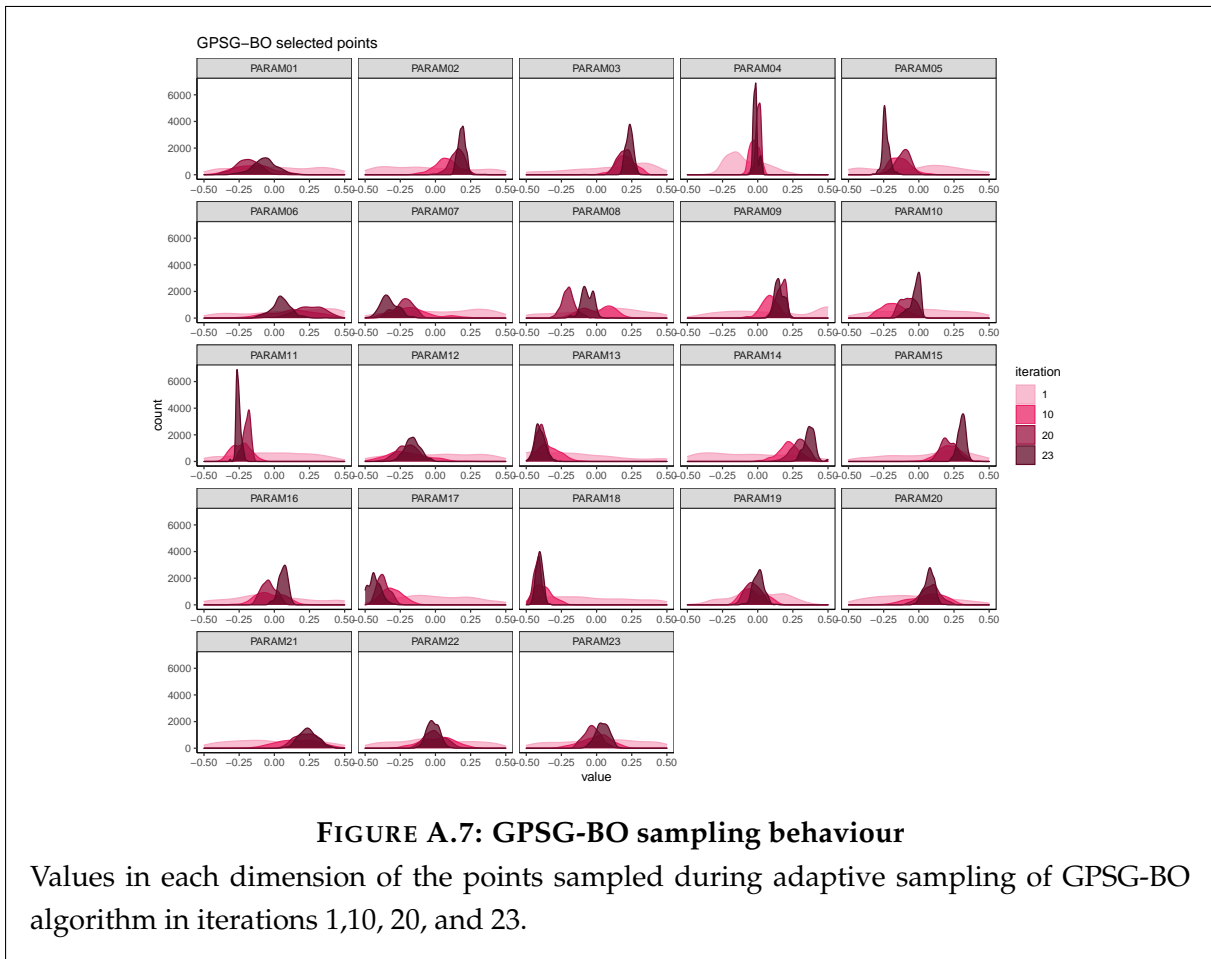 GPSG−BO selected points
PARAM01 PARAM02 PARAM03 PARAM04 PARAM05
6000
4000
2000
0
−0.50 −0.25 0.00 0.25 0.50 −0.50 −0.25 0.00 0.25 0.50 −0.50 −0.25 0.00 0.25 0.50 −0.50 −0.25 0.00 0.25 0.50 −0.50 −0.25 0.00 0.25 0.50
PARAM06 PARAM07 PARAM08 PARAM09 PARAM10
6000
4000
2000
0
−0.50 −0.25 0.00 0.25 0.50 −0.50 −0.25 0.00 0.25 0.50 −0.50 −0.25 0.00 0.25 0.50 −0.50 −0.25 0.00 0.25 0.50 −0.50 −0.25 0.00 0.25 0.50
PARAM11 PARAM12 PARAM13 PARAM14 PARAM15
6000
4000
2000
0
count
−0.50 −0.25 0.00 0.25 0.50 −0.50 −0.25 0.00 0.25 0.50 −0.50 −0.25 0.00 0.25 0.50 −0.50 −0.25 0.00 0.25 0.50 −0.50 −0.25 0.00 0.25 0.50
iteration
1
10
20
23
PARAM16 PARAM17 PARAM18 PARAM19 PARAM20
6000
4000
2000
0
−0.50 −0.25 0.00 0.25 0.50 −0.50 −0.25 0.00 0.25 0.50 −0.50 −0.25 0.00 0.25 0.50 −0.50 −0.25 0.00 0.25 0.50 −0.50 −0.25 0.00 0.25 0.50
PARAM21 PARAM22 PARAM23
6000
4000
2000
0
−0.50 −0.25 0.00 0.25 0.50 −0.50 −0.25 0.00 0.25 0.50 −0.50 −0.25 0.00 0.25 0.50
value
FIGURE A.7: GPSG-BO sampling behaviour
Values in each dimension of the points sampled during adaptive sampling of GPSG-BO
algorithm in iterations 1,10, 20, and 23.